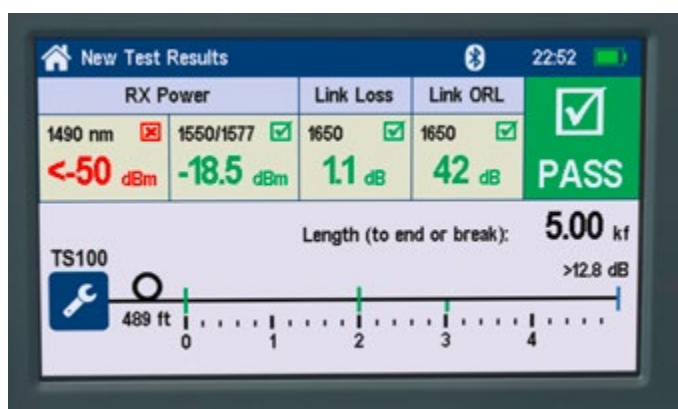 New Test Results 22:52
RX Power Link Loss Link ORL
1490 nm 1550/1577 1650 1650
<-50 dBm -18.5 dBm 1.1 dB 42 dB PASS
Length (to end or break): 5.00 kf
TS100 >12.8 dB
489 ft
0 1 2 3 4